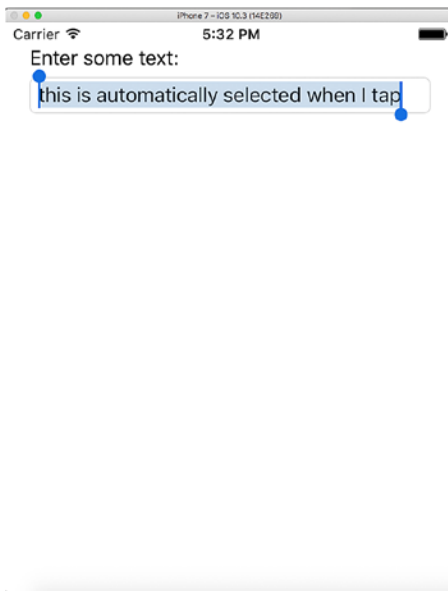 iPhone 7 – iOS 10.3 (14E269)
Carrier 5:32 PM
Enter some text:
this is automatically selected when I tap